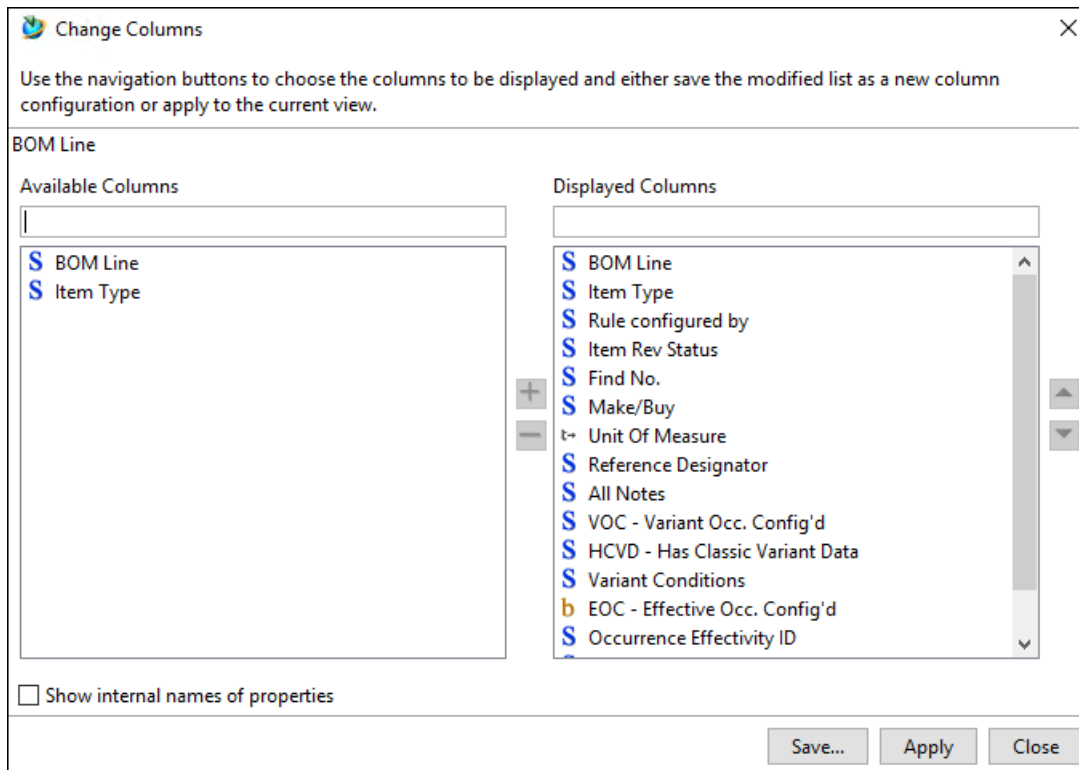 Change Columns
Use the navigation buttons to choose the columns to be displayed and either save the modified list as a new column
configuration or apply to the current view.
BOM Line
Available Columns
Displayed Columns
S BOM Line
S Item Type
S BOM Line
S Item Type
S Rule configured by
S Item Rev Status
S Find No.
S Make/Buy
t→ Unit Of Measure
S Reference Designator
S All Notes
S VOC - Variant Occ. Config'd
S HCVD - Has Classic Variant Data
S Variant Conditions
b EOC - Effective Occ. Config'd
S Occurrence Effectivity ID
Show internal names of properties
Save...
Apply
Close